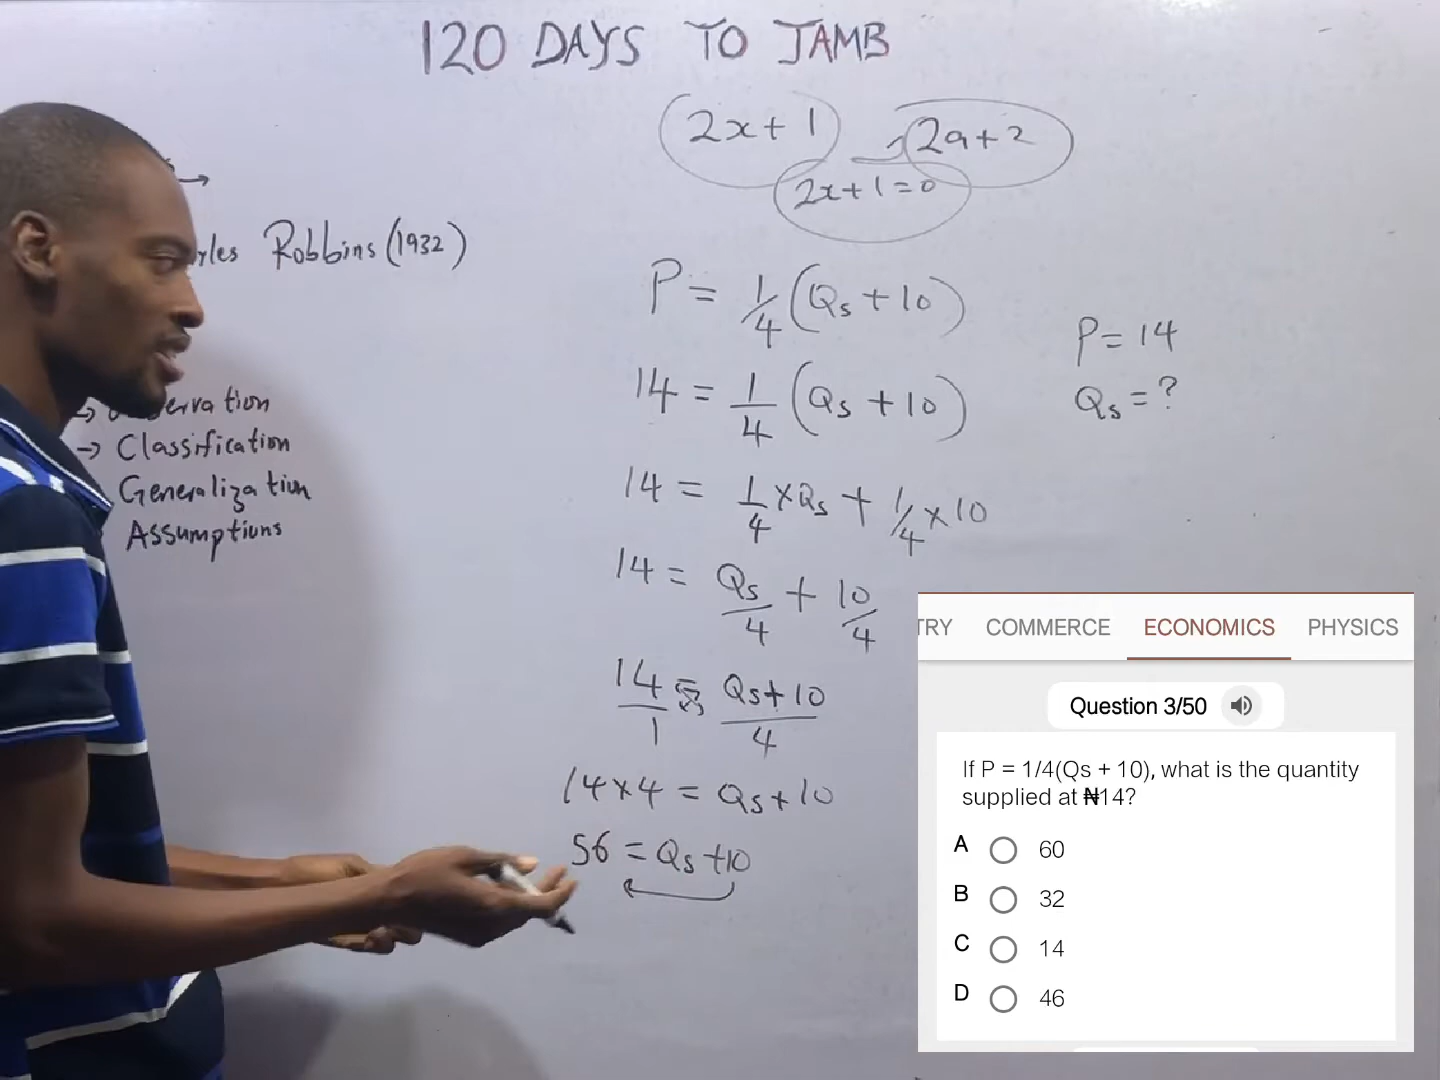 120 DAYS TO JAMB
2x+1
2a+2
2x+1=0
Robbins (1932)
P = 1/4 (Qs + 10)
P = 14
14 = 1/4 (Qs + 10)
Qs = ?
→ Classification
Generalization
Assumptions
14 = 1/4 × Qs + 1/4 × 10
14 = Qs/4 + 10/4
14/1 = Qs+10/4
14×4 = Qs+10
56 = Qs+10
TRY COMMERCE ECONOMICS PHYSICS
Question 3/50
If P = 1/4(Qs + 10), what is the quantity
supplied at ₦14?
A 60
B 32
C 14
D 46